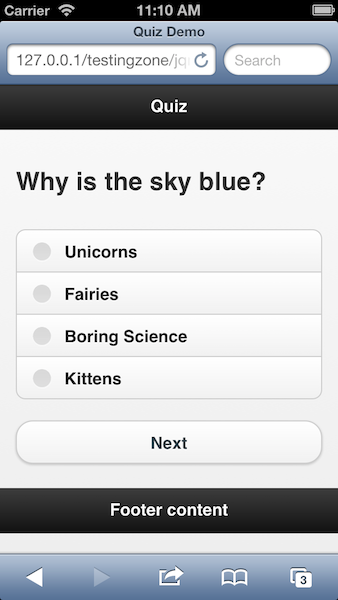 Carrier 11:10 AM
Quiz Demo
127.0.0.1/testingzone/jq Search
Quiz
Why is the sky blue?
Unicorns
Fairies
Boring Science
Kittens
Next
Footer content
3